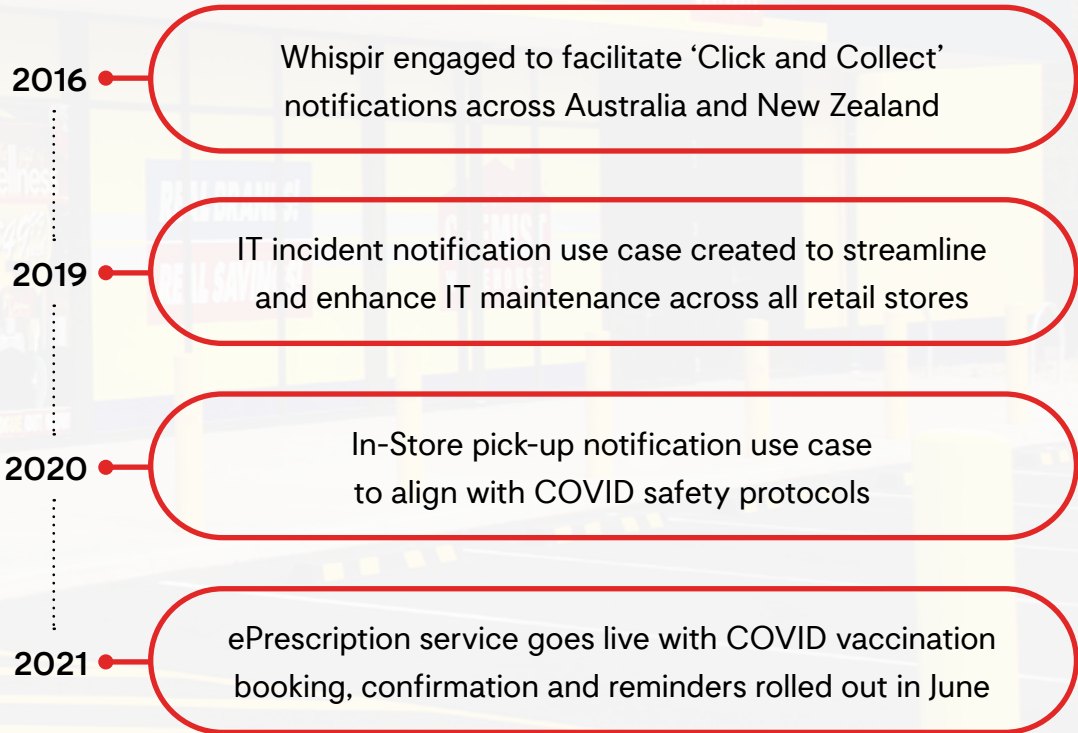 2016
Whispir engaged to facilitate ‘Click and Collect’
notifications across Australia and New Zealand
2019
IT incident notification use case created to streamline
and enhance IT maintenance across all retail stores
2020
In-Store pick-up notification use case
to align with COVID safety protocols
2021
ePrescription service goes live with COVID vaccination
booking, confirmation and reminders rolled out in June